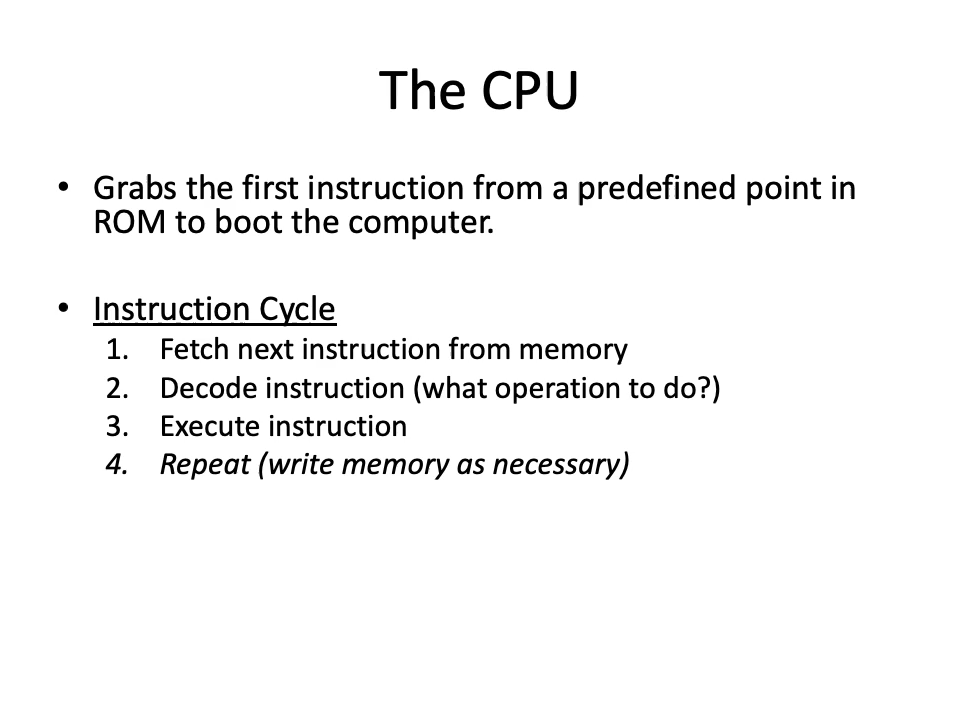 The CPU
• Grabs the first instruction from a predefined point in
ROM to boot the computer.
• Instruction Cycle
1. Fetch next instruction from memory
2. Decode instruction (what operation to do?)
3. Execute instruction
4. Repeat (write memory as necessary)